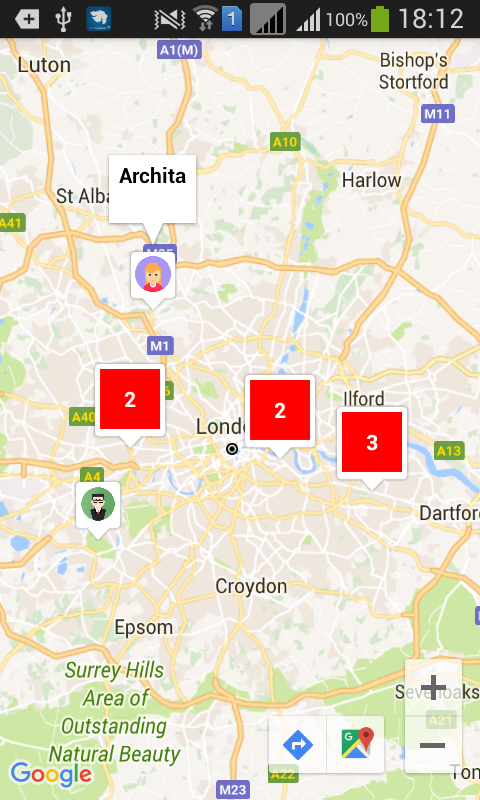 1
100%
18:12
A1(M)
Luton
Bishop's
Stortford
M11
A10
Archita
Harlow
St Alba
A41
M25
M1
2
2
Ilford
A40
Londo
3
A13
A4
Dartford
Croydon
Epsom
Surrey Hills
Area of
Outstanding
Natural Beauty
Sevenoaks
A21
Google
A22
M23
Ton